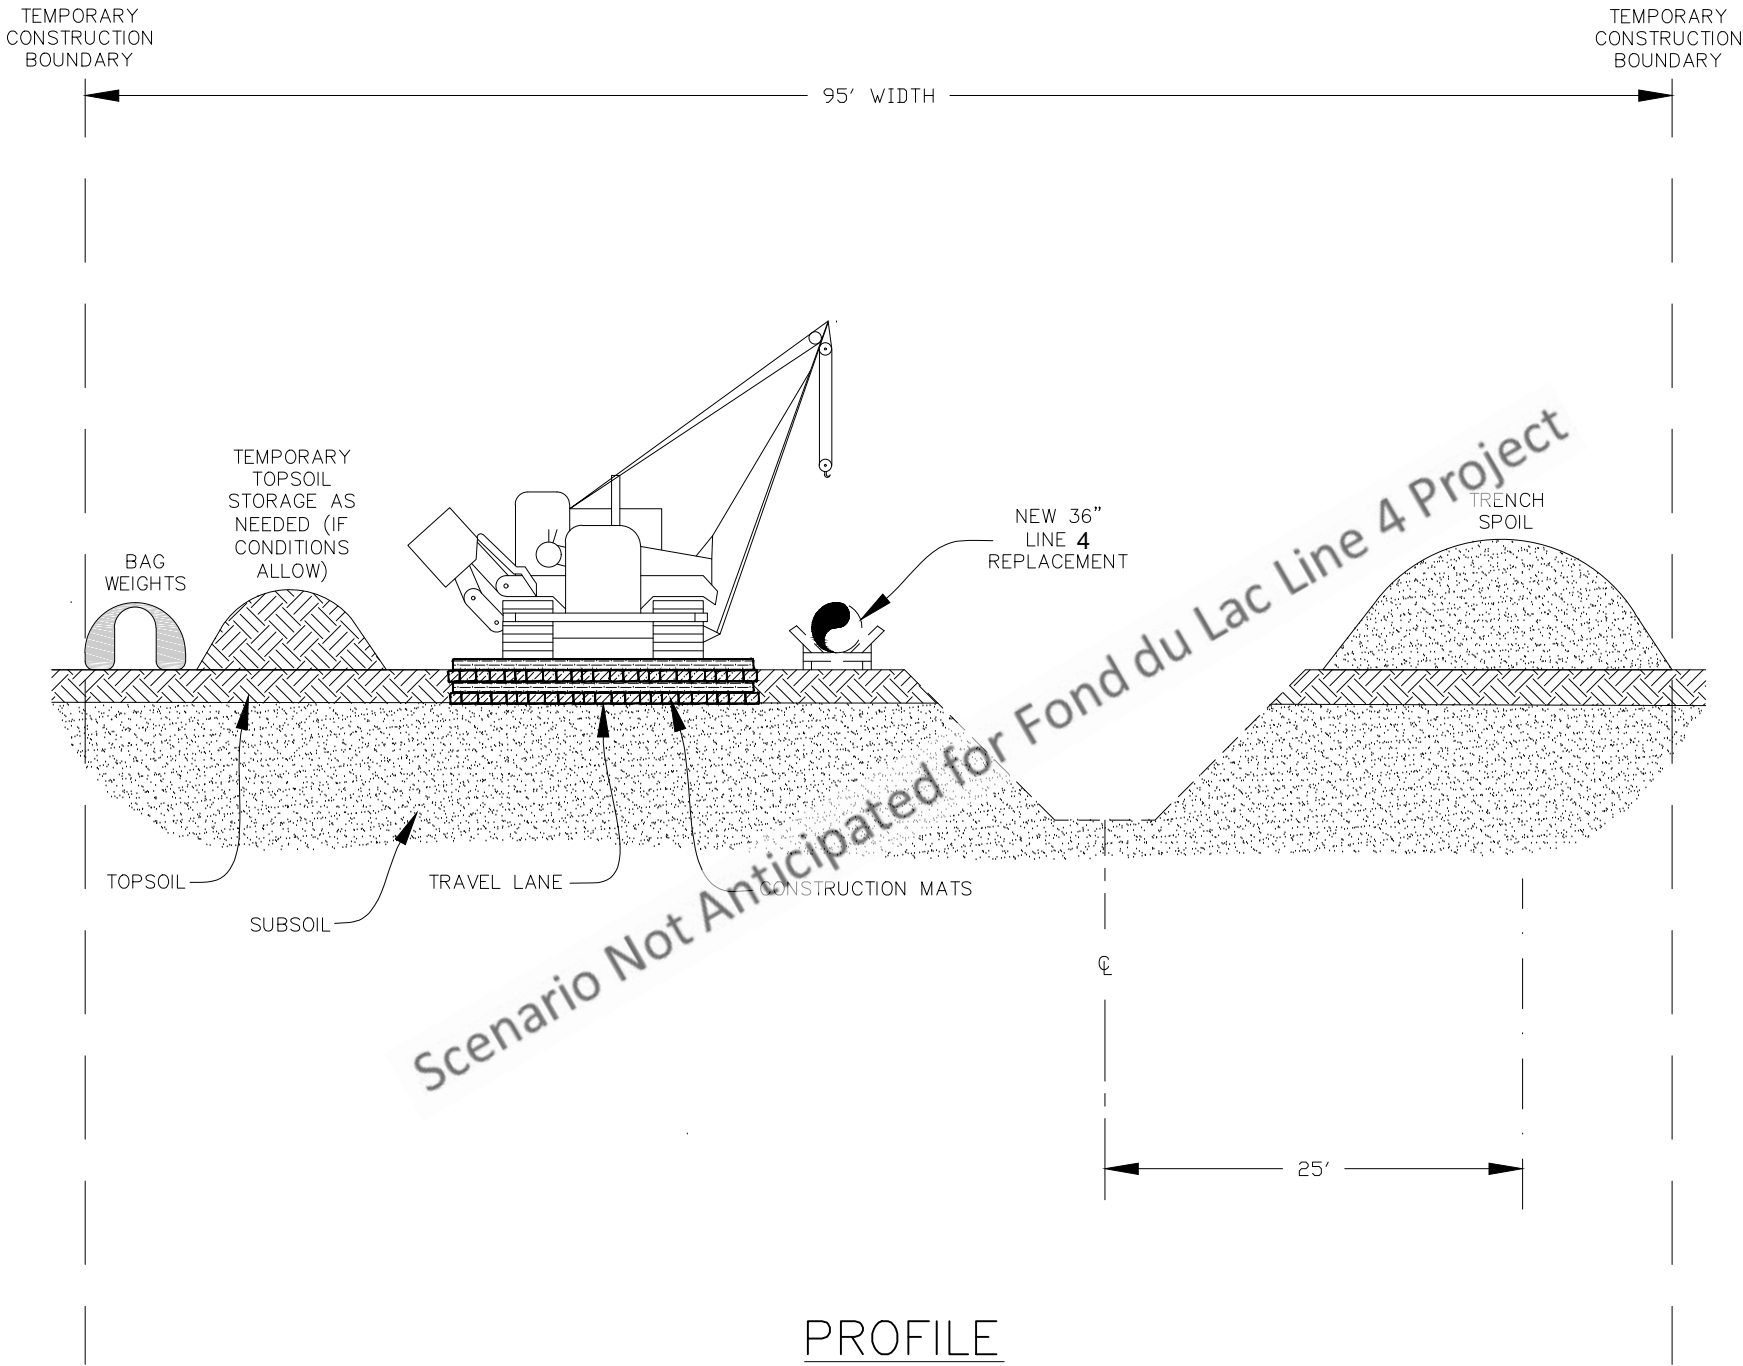 TEMPORARY
CONSTRUCTION
BOUNDARY
TEMPORARY
CONSTRUCTION
BOUNDARY
95' WIDTH
TEMPORARY
TOPSOIL
STORAGE AS
NEEDED (IF
CONDITIONS
ALLOW)
BAG
WEIGHTS
NEW 36”
LINE 4
REPLACEMENT
TRENCH
SPOIL
Scenario Not Anticipated for Fond du Lac Line 4 Project
TOPSOIL
TRAVEL LANE
CONSTRUCTION MATS
SUBSOIL
℄
25'
PROFILE